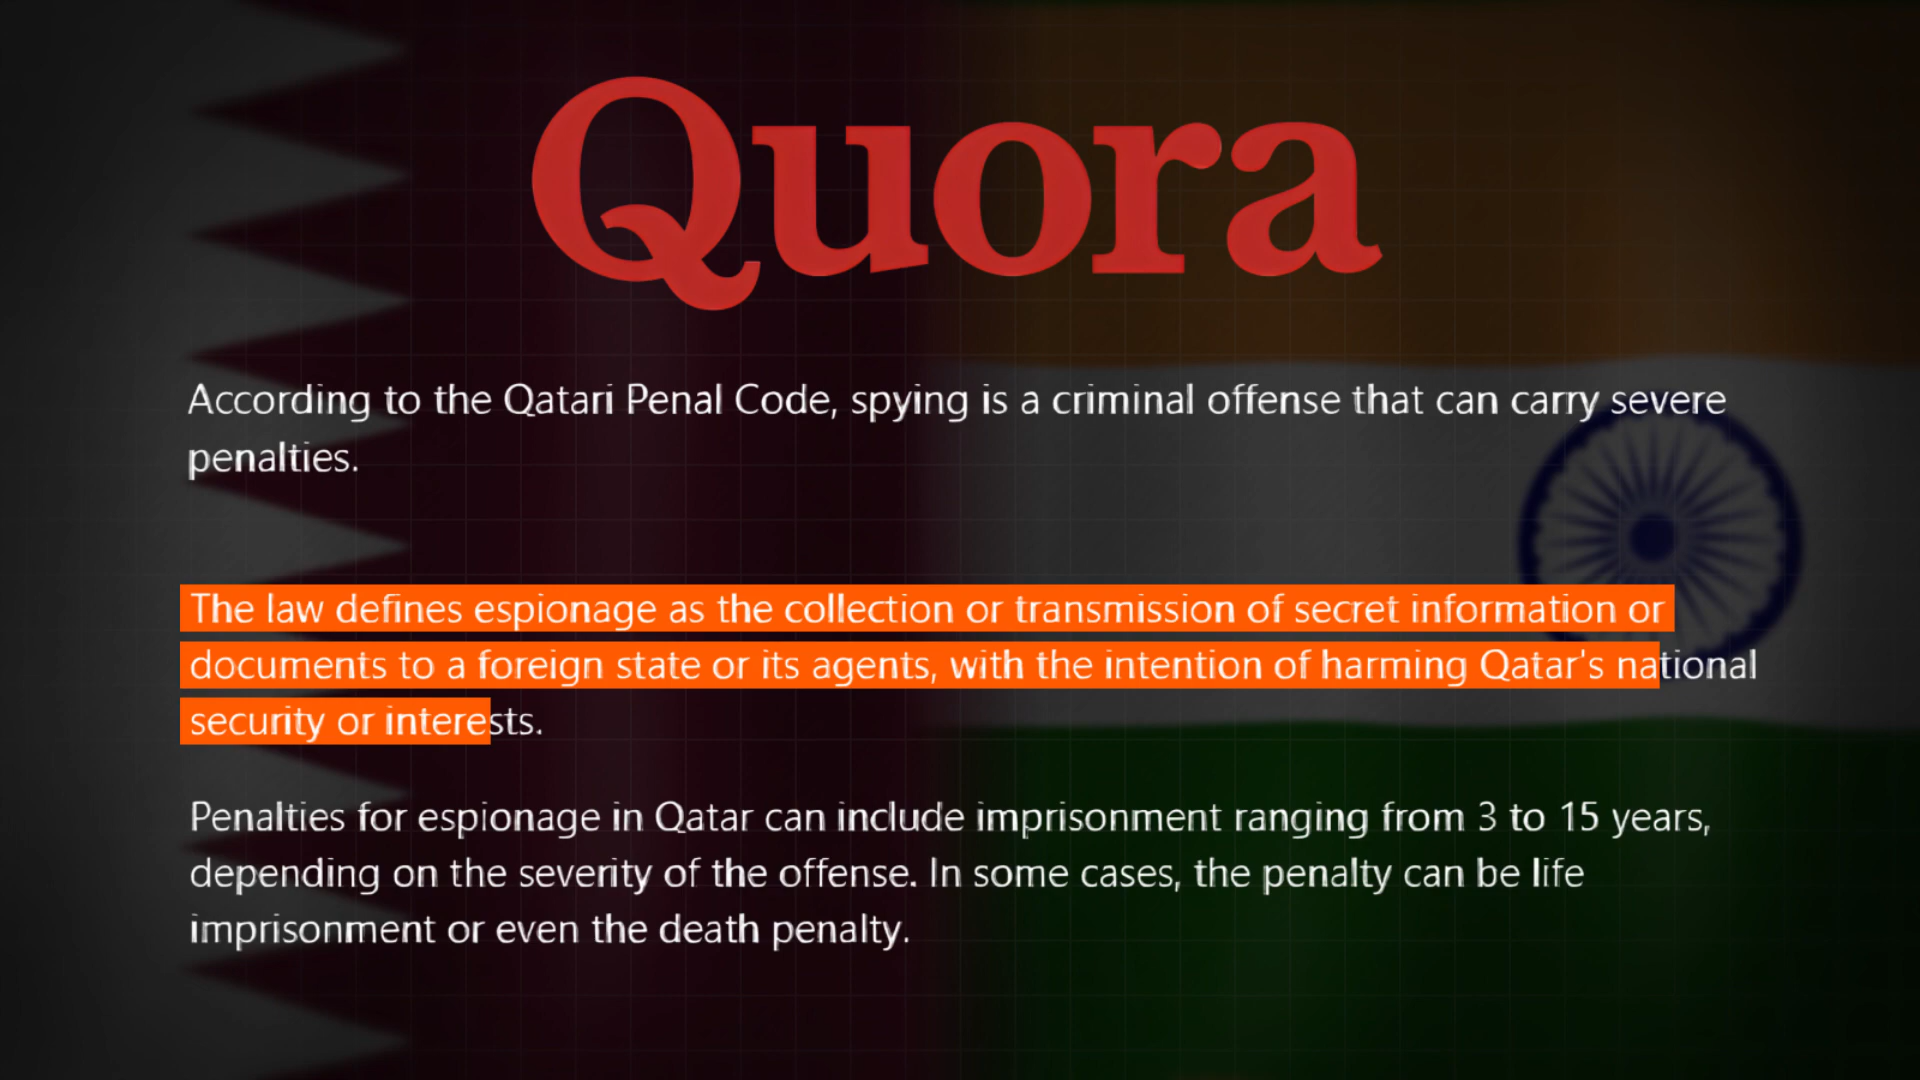 Quora
According to the Qatari Penal Code, spying is a criminal offense that can carry severe
penalties.
The law defines espionage as the collection or transmission of secret information or
documents to a foreign state or its agents, with the intention of harming Qatar's national
security or interests.
Penalties for espionage in Qatar can include imprisonment ranging from 3 to 15 years,
depending on the severity of the offense. In some cases, the penalty can be life
imprisonment or even the death penalty.